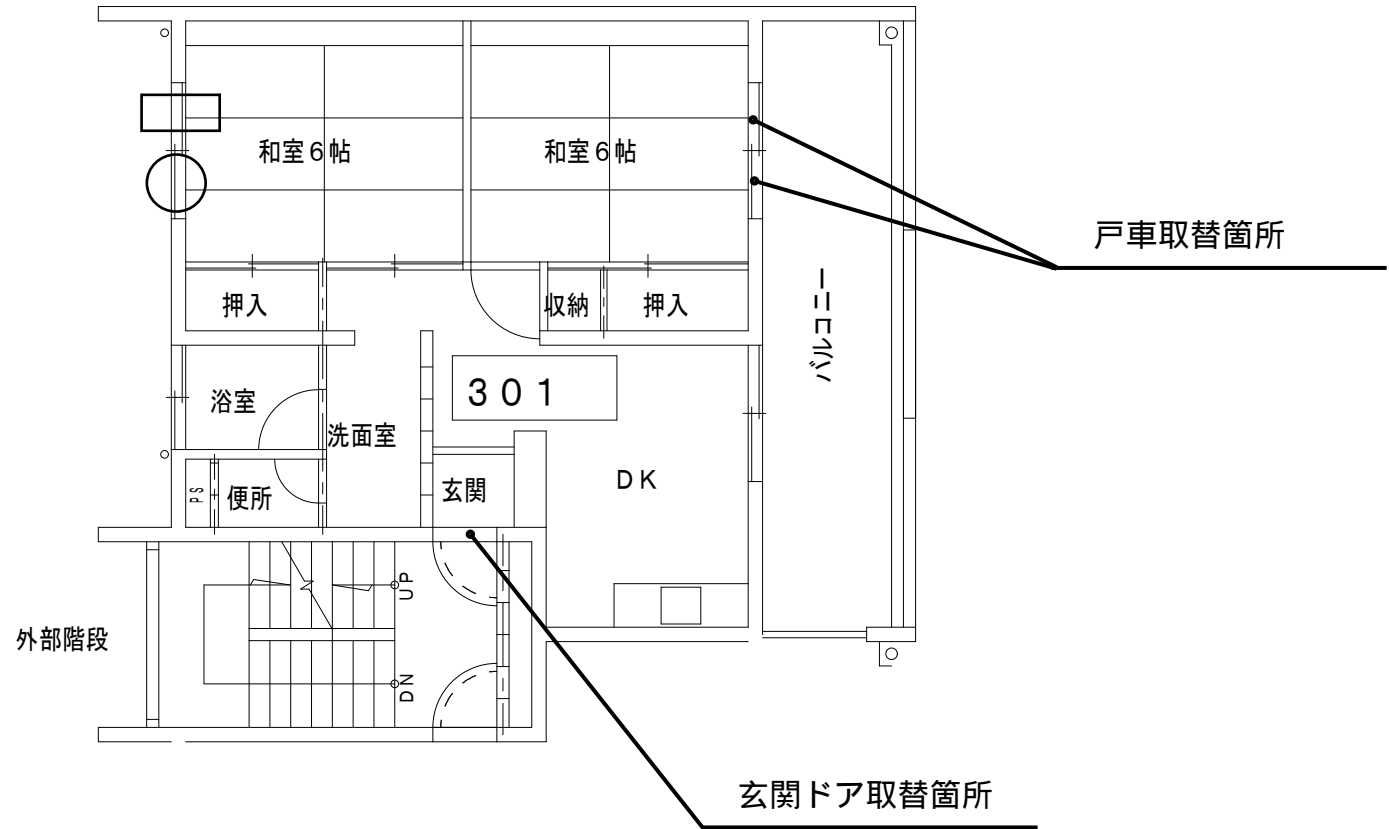 和室６帖
和室６帖
戸車取替箇所
押入
収納
押入
バルコニー
浴室
３０１
洗面室
ＤＫ
PS
便所
玄関
UP
外部階段
DN
玄関ドア取替箇所